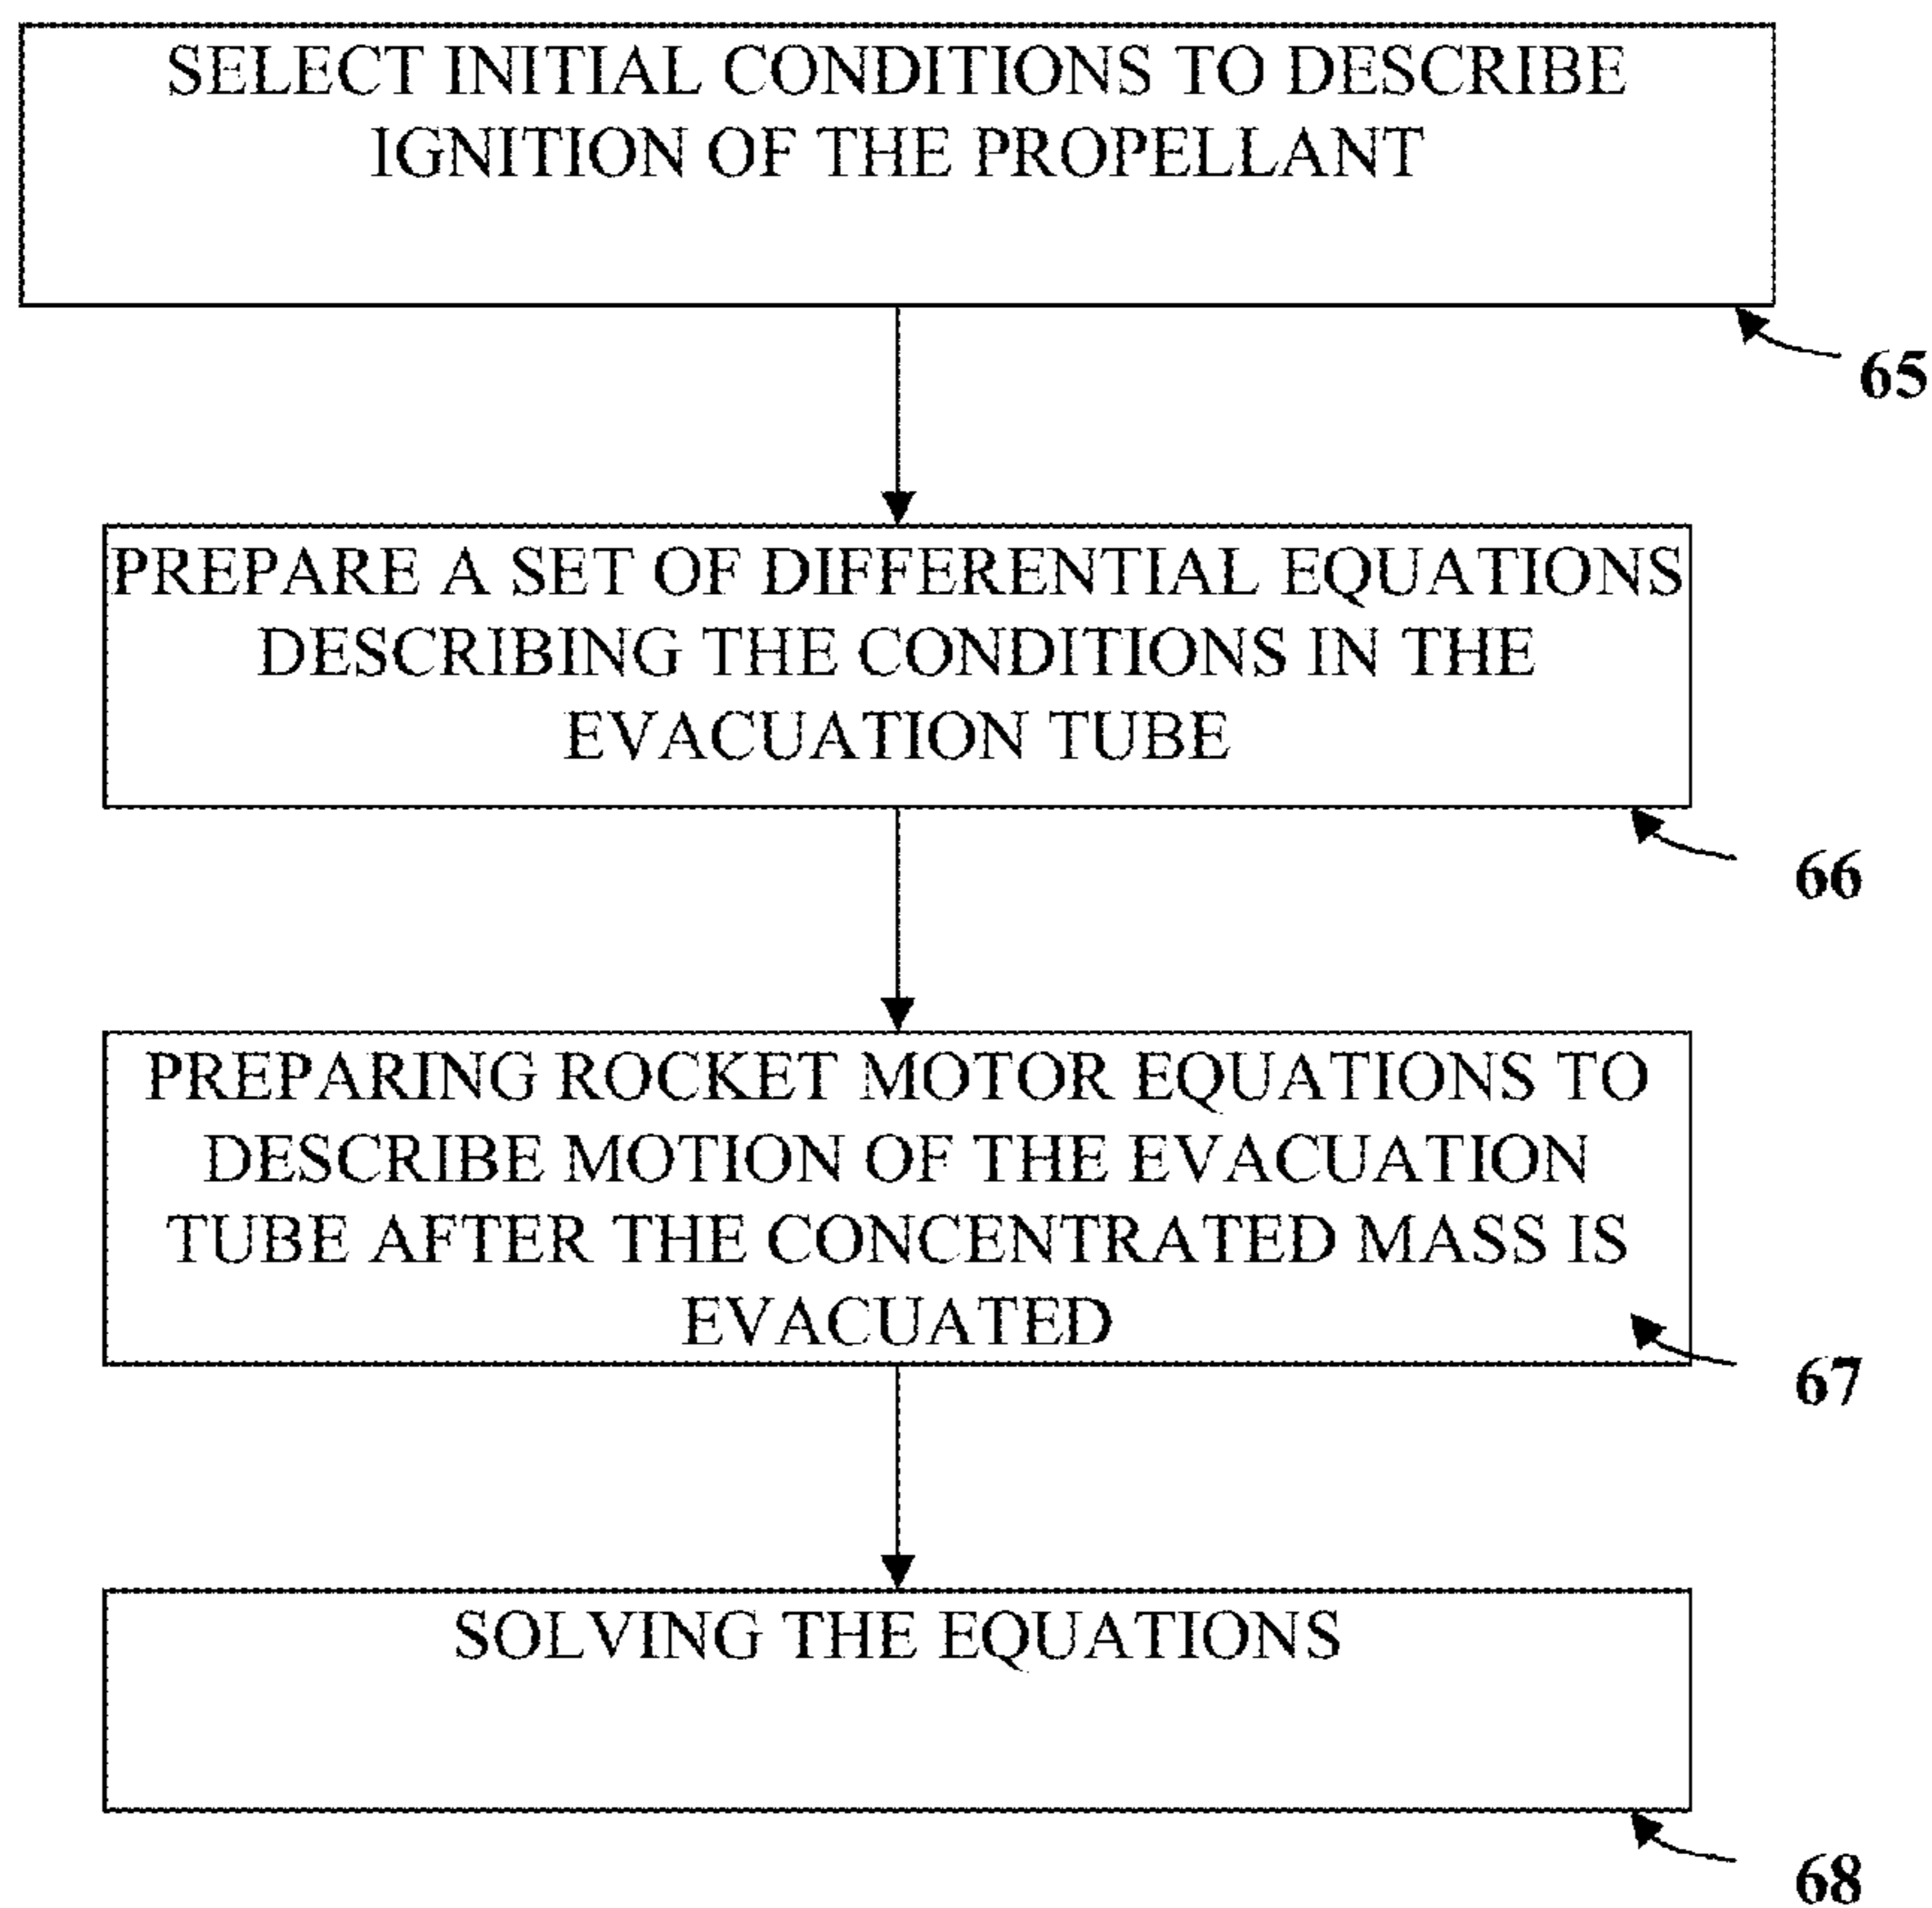 SELECT INITIAL CONDITIONS TO DESCRIBE
IGNITION OF THE PROPELLANT
65
PREPARE A SET OF DIFFERENTIAL EQUATIONS
DESCRIBING THE CONDITIONS IN THE
EVACUATION TUBE
66
PREPARING ROCKET MOTOR EQUATIONS TO
DESCRIBE MOTION OF THE EVACUATION
TUBE AFTER THE CONCENTRATED MASS IS
EVACUATED
67
SOLVING THE EQUATIONS
68